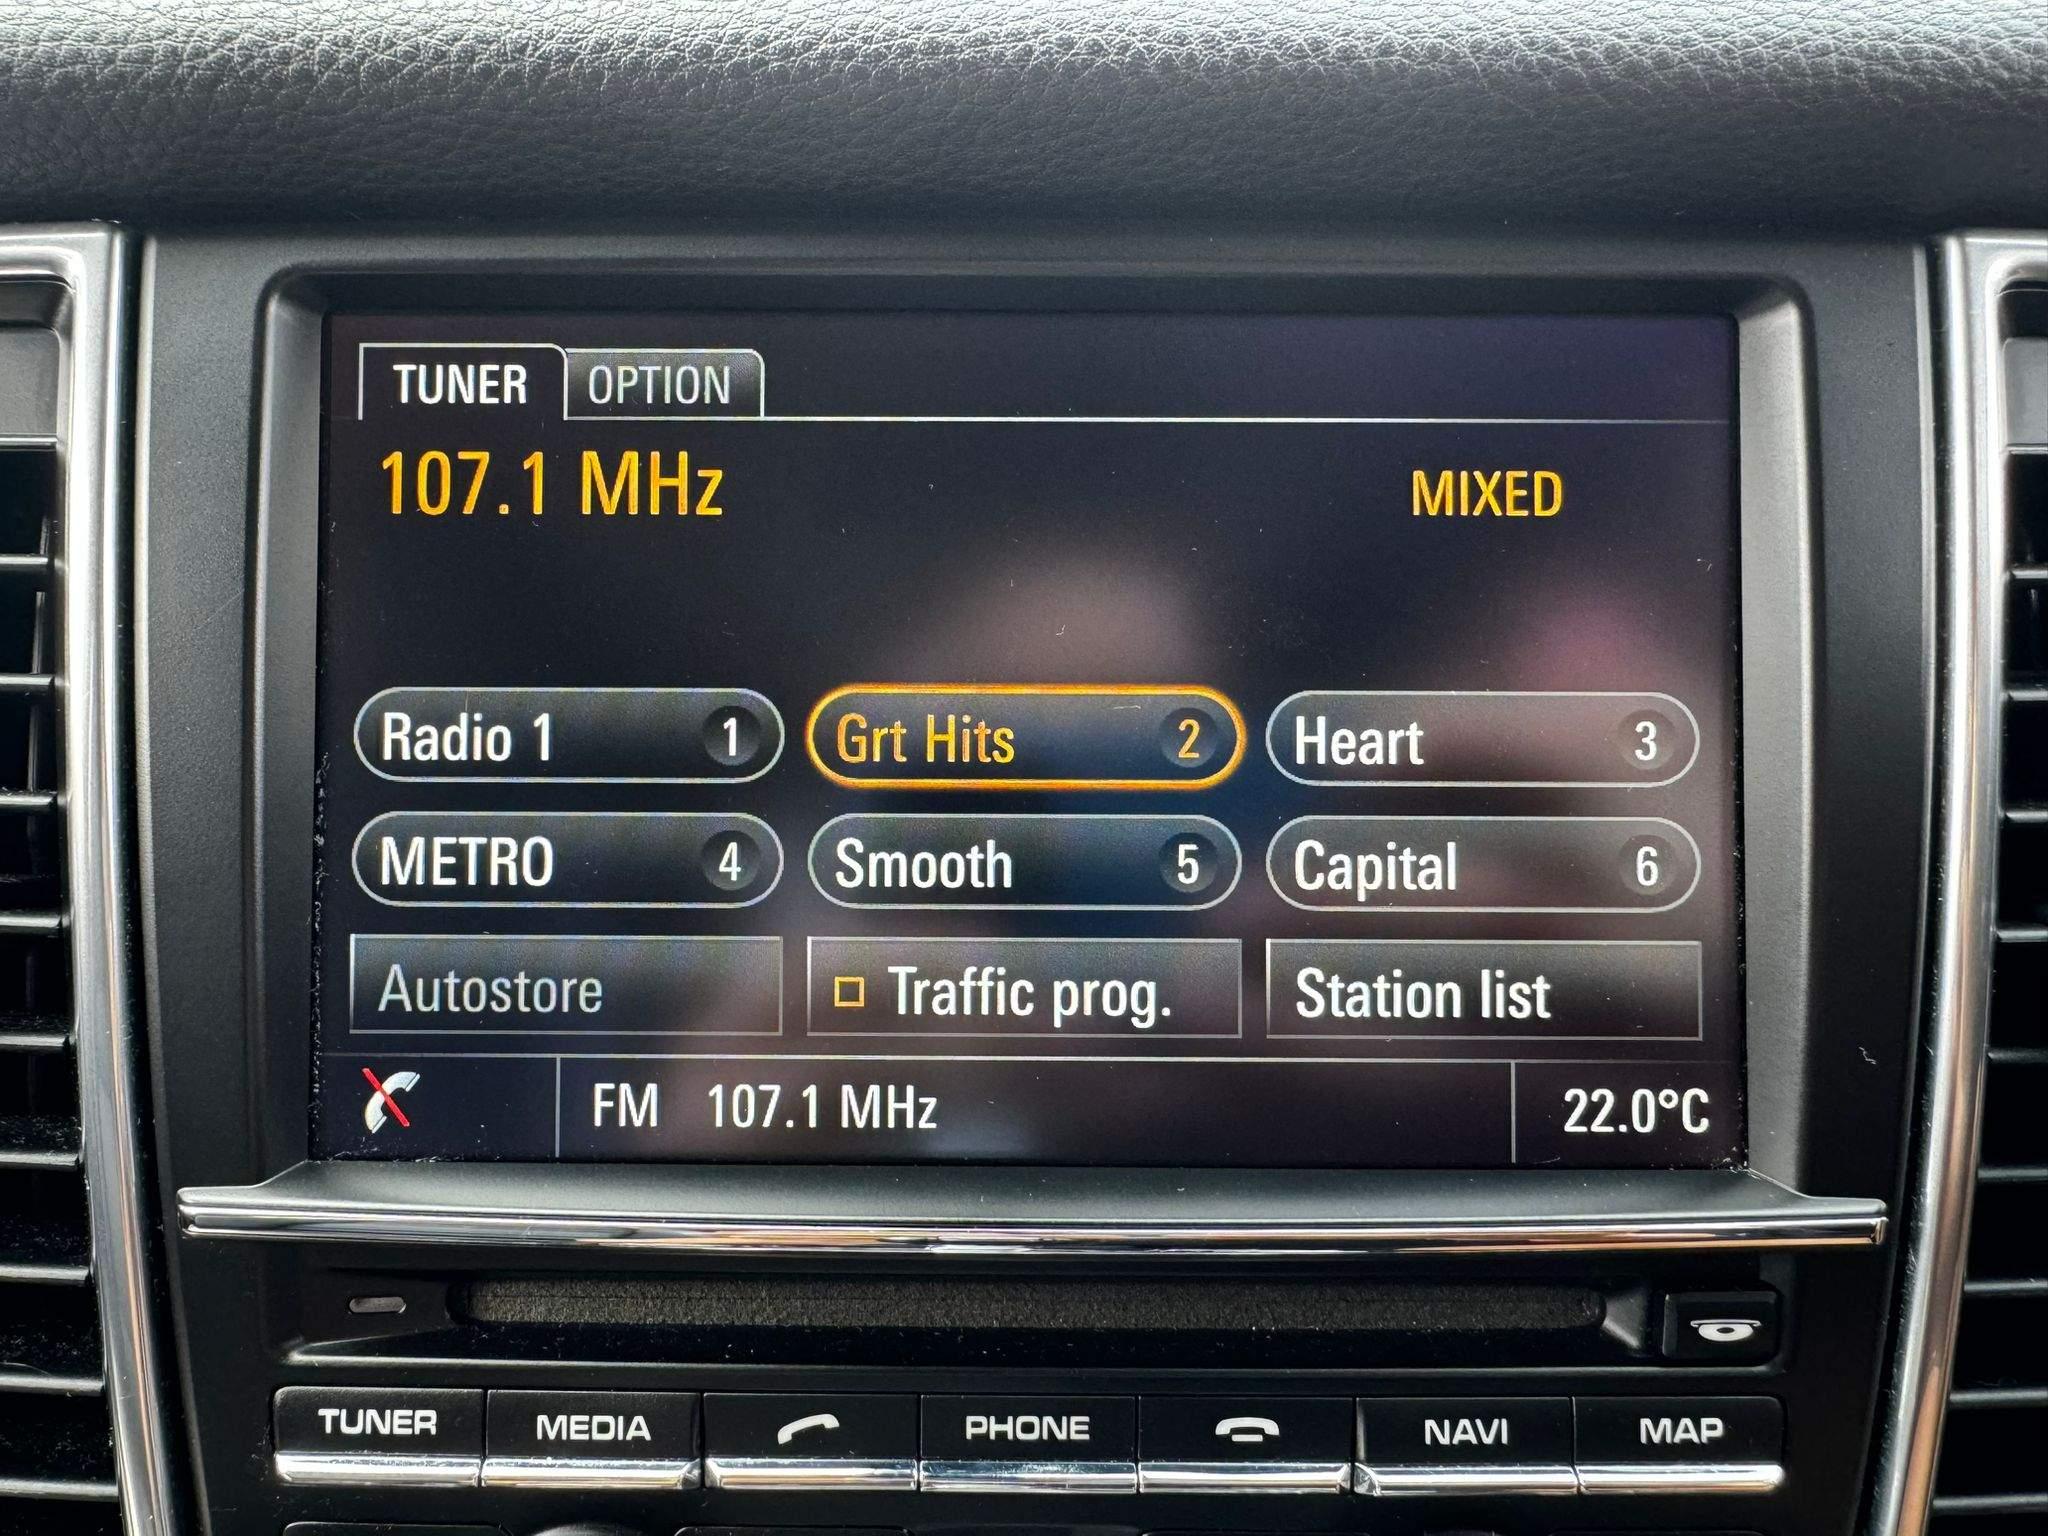 TUNER OPTION
107.1 MHz MIXED
Radio 1 1 Grt Hits 2 Heart 3
METRO 4 Smooth 5 Capital 6
Autostore Traffic prog. Station list
FM 107.1 MHz 22.0°C
TUNER MEDIA PHONE NAVI MAP